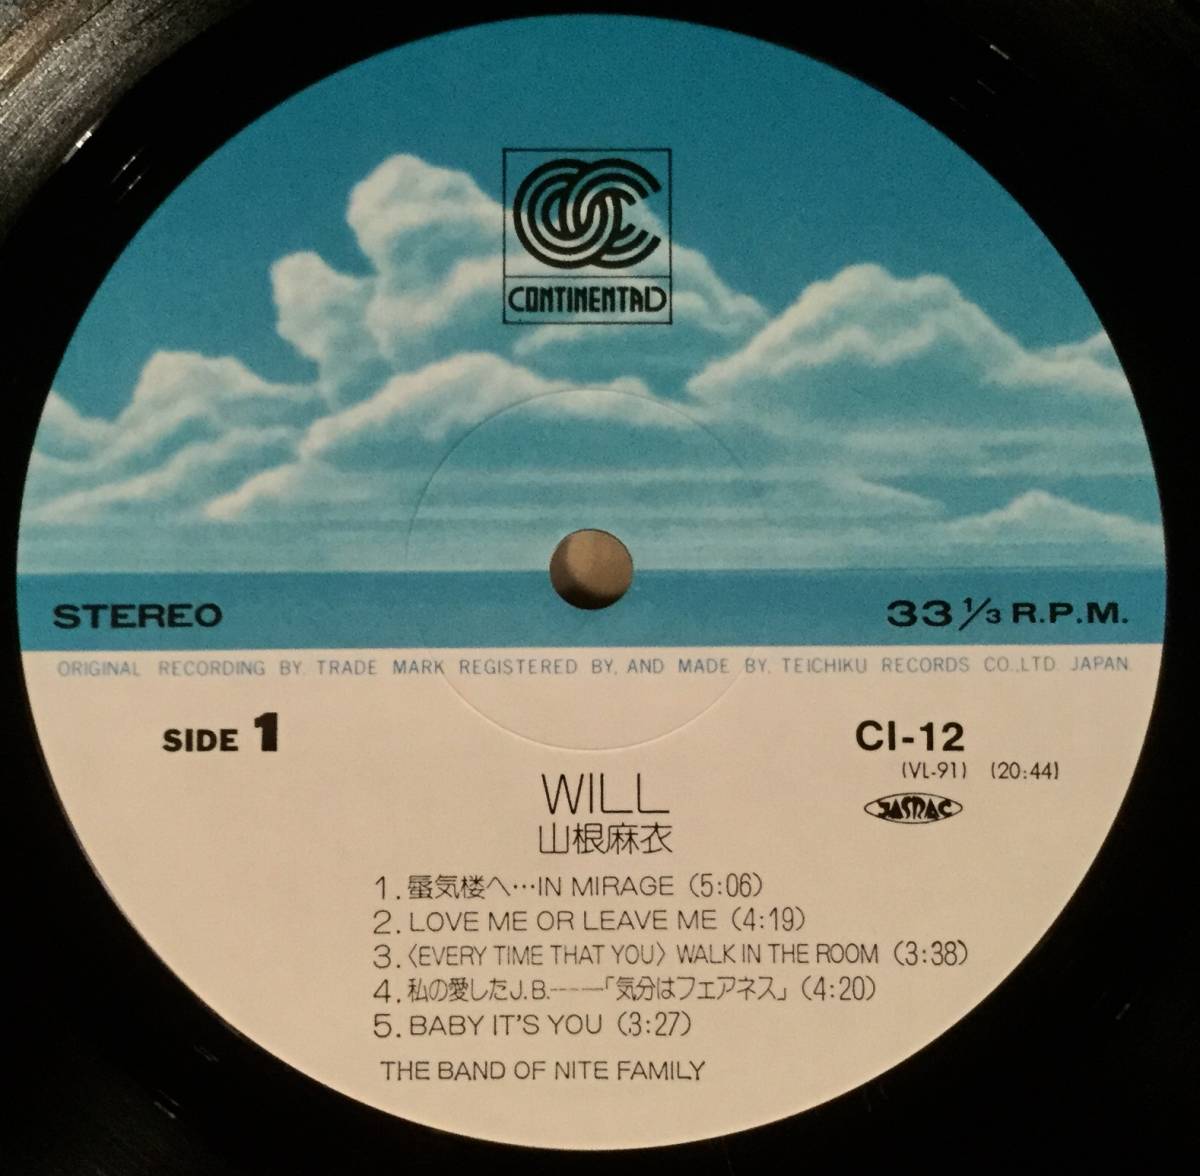 CONTINENTAL
STEREO
33 1/3 R.P.M.
ORIGINAL RECORDING BY, TRADE MARK REGISTERED BY, AND MADE BY, TEICHIKU RECORDS CO.,LTD. JAPAN
SIDE 1
CI-12
(VL-91) (20:44)
JASRAC
WILL
山根麻衣
1.蜃気楼へ…IN MIRAGE (5:06)
2.LOVE ME OR LEAVE ME (4:19)
3.〈EVERY TIME THAT YOU〉 WALK IN THE ROOM (3:38)
4.私の愛したJ.B.───「気分はフェアネス」 (4:20)
5.BABY IT'S YOU (3:27)
THE BAND OF NITE FAMILY